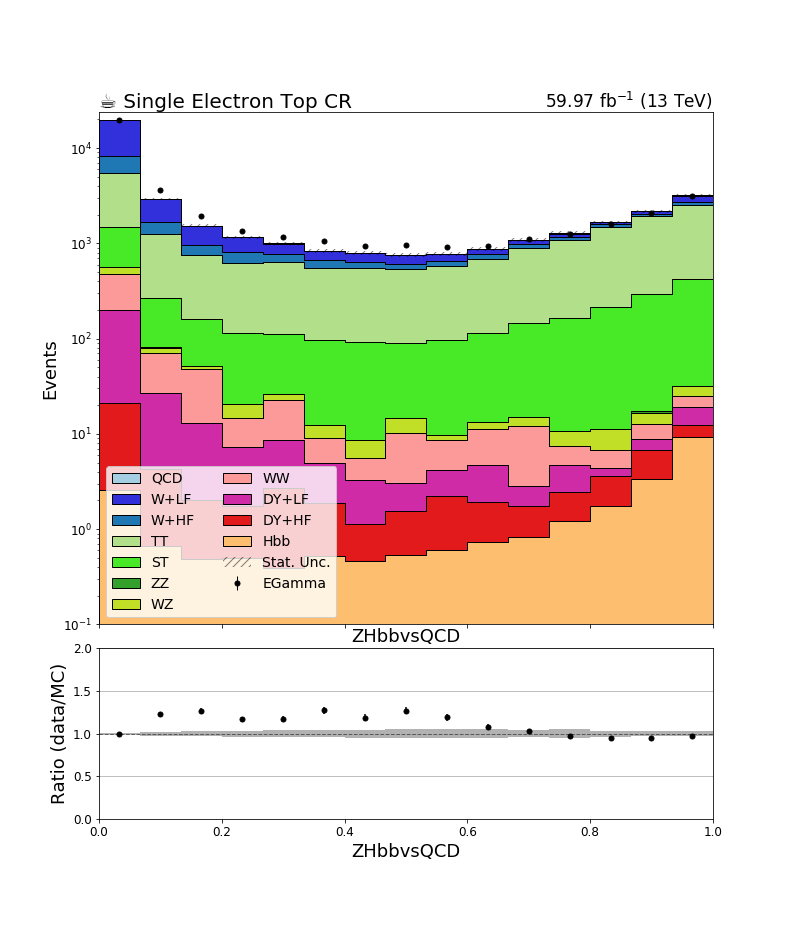 ☕ Single Electron Top CR
59.97 fb⁻¹ (13 TeV)
Events
10⁴
10³
10²
10¹
10⁰
10⁻¹
QCD
W+LF
W+HF
TT
ST
ZZ
WZ
WW
DY+LF
DY+HF
Hbb
Stat. Unc.
EGamma
ZHbbvsQCD
Ratio (data/MC)
2.0
1.5
1.0
0.5
0.0
0.0 0.2 0.4 0.6 0.8 1.0
ZHbbvsQCD